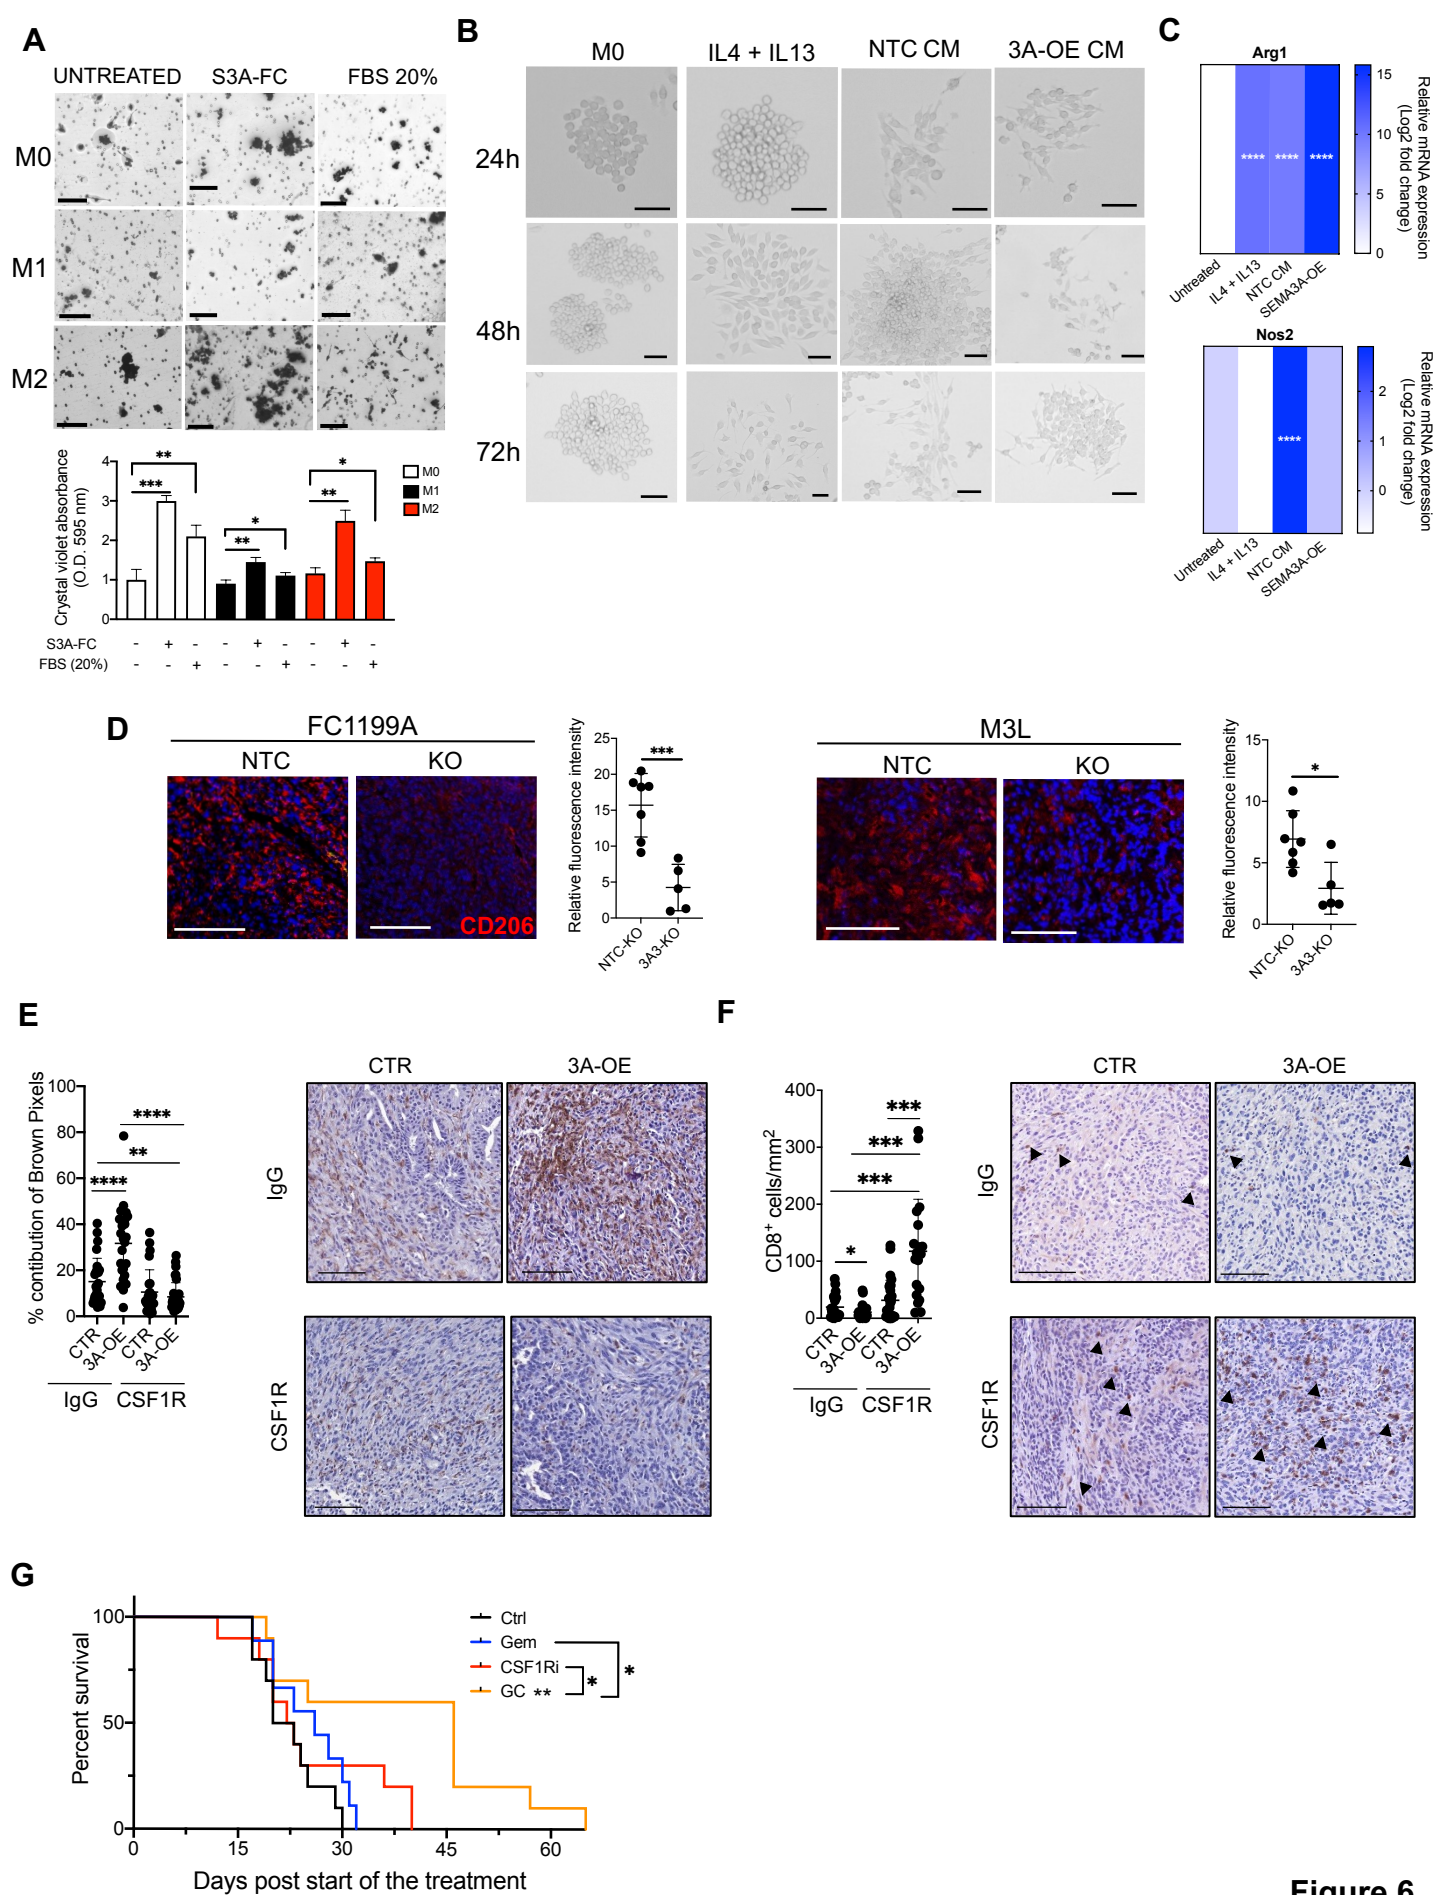 A
UNTREATED S3A-FC FBS 20%
M0
M1
M2
Crystal violet absorbance
(O.D. 595 nm)
4
3
2
1
0
** *** * ** * **
M0
M1
M2
S3A-FC - + - - + - - + -
FBS (20%) - - + - - + - - +
B
M0 IL4 + IL13 NTC CM 3A-OE CM
24h
48h
72h
C
Arg1
**** **** ****
15
10
5
0
Relative mRNA expression
(Log2 fold change)
Untreated
IL4 + IL13
NTC CM
SEMA3A-OE
Nos2
****
2
1
0
Relative mRNA expression
(Log2 fold change)
Untreated
IL4 + IL13
NTC CM
SEMA3A-OE
D
FC1199A
NTC KO
CD206
Relative fluorescence intensity
25
20
15
10
5
0
***
NTC-KO
3A3-KO
M3L
NTC KO
Relative fluorescence intensity
15
10
5
0
*
NTC-KO
3A3-KO
E
% contibution of Brown Pixels
100
80
60
40
20
0
****
**
****
CTR 3A-OE CTR 3A-OE
IgG CSF1R
CTR 3A-OE
IgG
CSF1R
F
CD8+ cells/mm2
400
300
200
100
0
***
***
***
*
CTR 3A-OE CTR 3A-OE
IgG CSF1R
CTR 3A-OE
IgG
CSF1R
G
Percent survival
100
50
0
0 15 30 45 60
Days post start of the treatment
Ctrl
Gem
CSF1Ri
GC **
* *
Figure 6